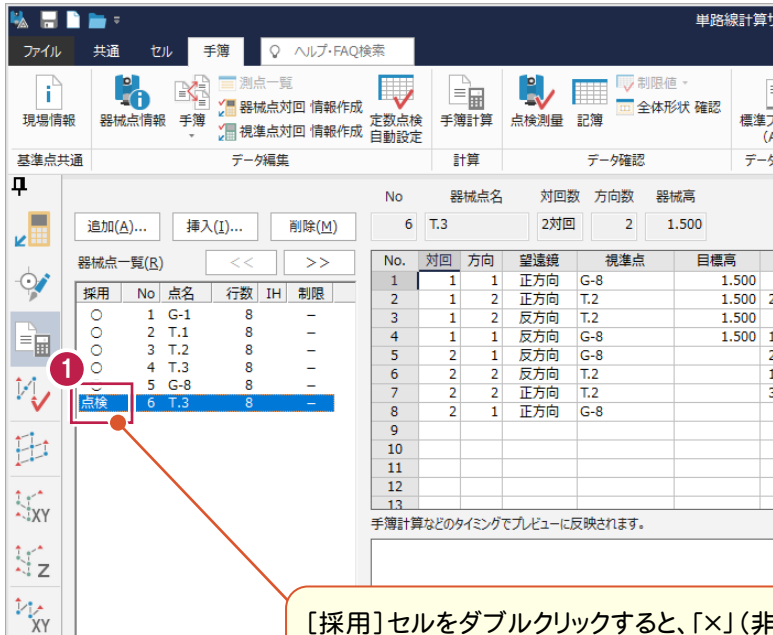 単路線計算サ
ファイル 共通 セル 手簿 ヘルプ・FAQ検索
現場情報 器械点情報 手簿 測点一覧 器械点対回 情報作成 視準点対回 情報作成 定数点検 自動設定 手簿計算 点検測量 記簿 制限値 全体形状 確認 標準フ (A
基準点共通 データ編集 計算 データ確認 データ
No 器械点名 対回数 方向数 器械高
追加(A)... 挿入(I)... 削除(M) 6 T.3 2対回 2 1.500
器械点一覧(R) << >>
No. 対回 方向 望遠鏡 視準点 目標高
採用 No 点名 行数 IH 制限
○ 1 G-1 8 －
○ 2 T.1 8 －
○ 3 T.2 8 －
○ 4 T.3 8 －
5 G-8 8 －
点検 6 T.3 8 －
1
1 1 1 正方向 G-8 1.500
2 1 2 正方向 T.2 1.500 2
3 1 2 反方向 T.2 1.500
4 1 1 反方向 G-8 1.500 1
5 2 1 反方向 G-8 2
6 2 2 反方向 T.2 1
7 2 2 正方向 T.2 3
8 2 1 正方向 G-8
9
10
11
12
13
手簿計算などのタイミングでプレビューに反映されます。
XY
Z
XY
［採用］セルをダブルクリックすると、「×」（非